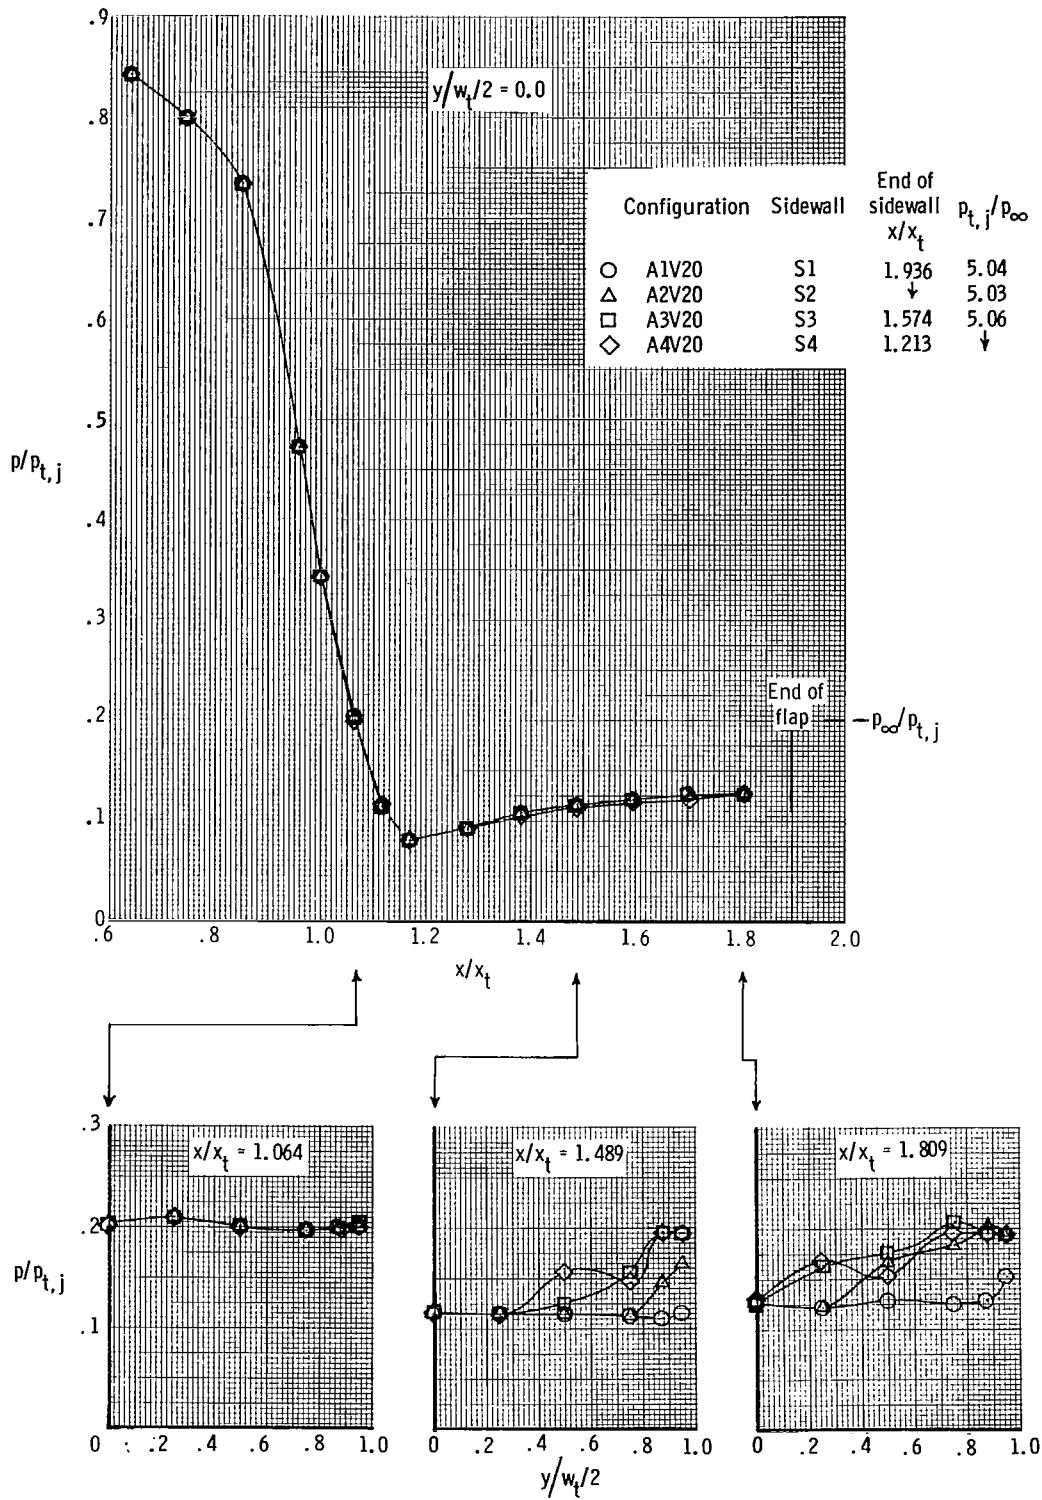 .9
.8
.7
.6
.5
.4
.3
.2
.1
0
p/p_t,j
y/w_t/2 = 0.0
Configuration Sidewall End of sidewall x/x_t p_t,j/p_∞
○ A1V20 S1 1.936 5.04
△ A2V20 S2 ↓ 5.03
□ A3V20 S3 1.574 5.06
◇ A4V20 S4 1.213 ↓
End of
flap
p_∞/p_t,j
.6 .8 1.0 1.2 1.4 1.6 1.8 2.0
x/x_t
.3
.2
.1
p/p_t,j
x/x_t = 1.064
x/x_t = 1.489
x/x_t = 1.809
0 .2 .4 .6 .8 1.0
0 .2 .4 .6 .8 1.0
0 .2 .4 .6 .8 1.0
y/w_t/2